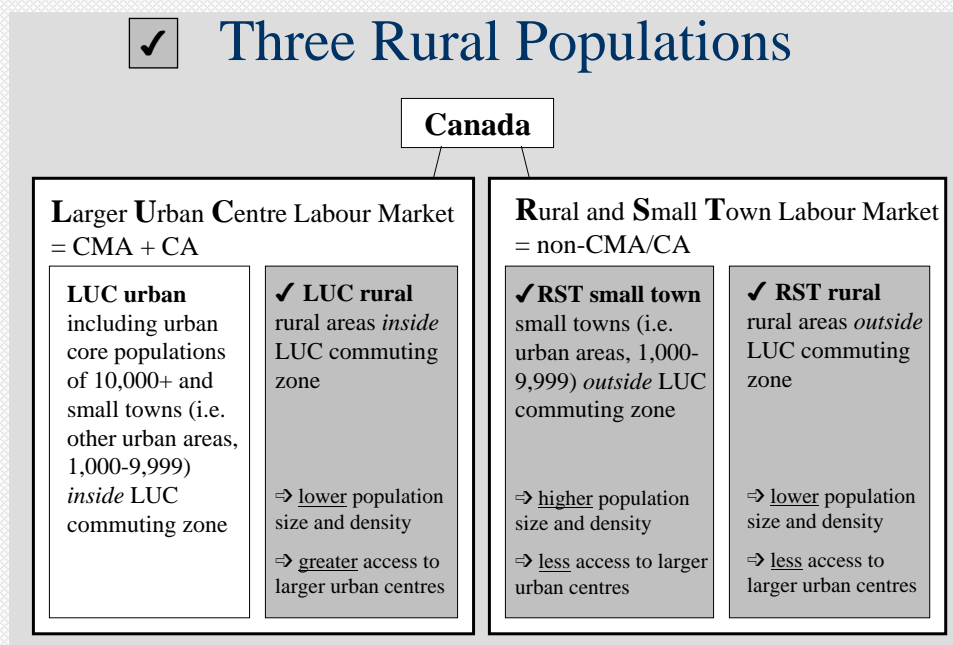 ✓ Three Rural Populations
Canada
Larger Urban Centre Labour Market
= CMA + CA
LUC urban
including urban
core populations
of 10,000+ and
small towns (i.e.
other urban areas,
1,000-9,999)
inside LUC
commuting zone
✓ LUC rural
rural areas inside
LUC commuting
zone
➩ lower population
size and density
➩ greater access to
larger urban centres
Rural and Small Town Labour Market
= non-CMA/CA
✓RST small town
small towns (i.e.
urban areas, 1,000-
9,999) outside LUC
commuting zone
➩ higher population
size and density
➩ less access to larger
urban centres
✓ RST rural
rural areas outside
LUC commuting
zone
➩ lower population
size and density
➩ less access to
larger urban centres